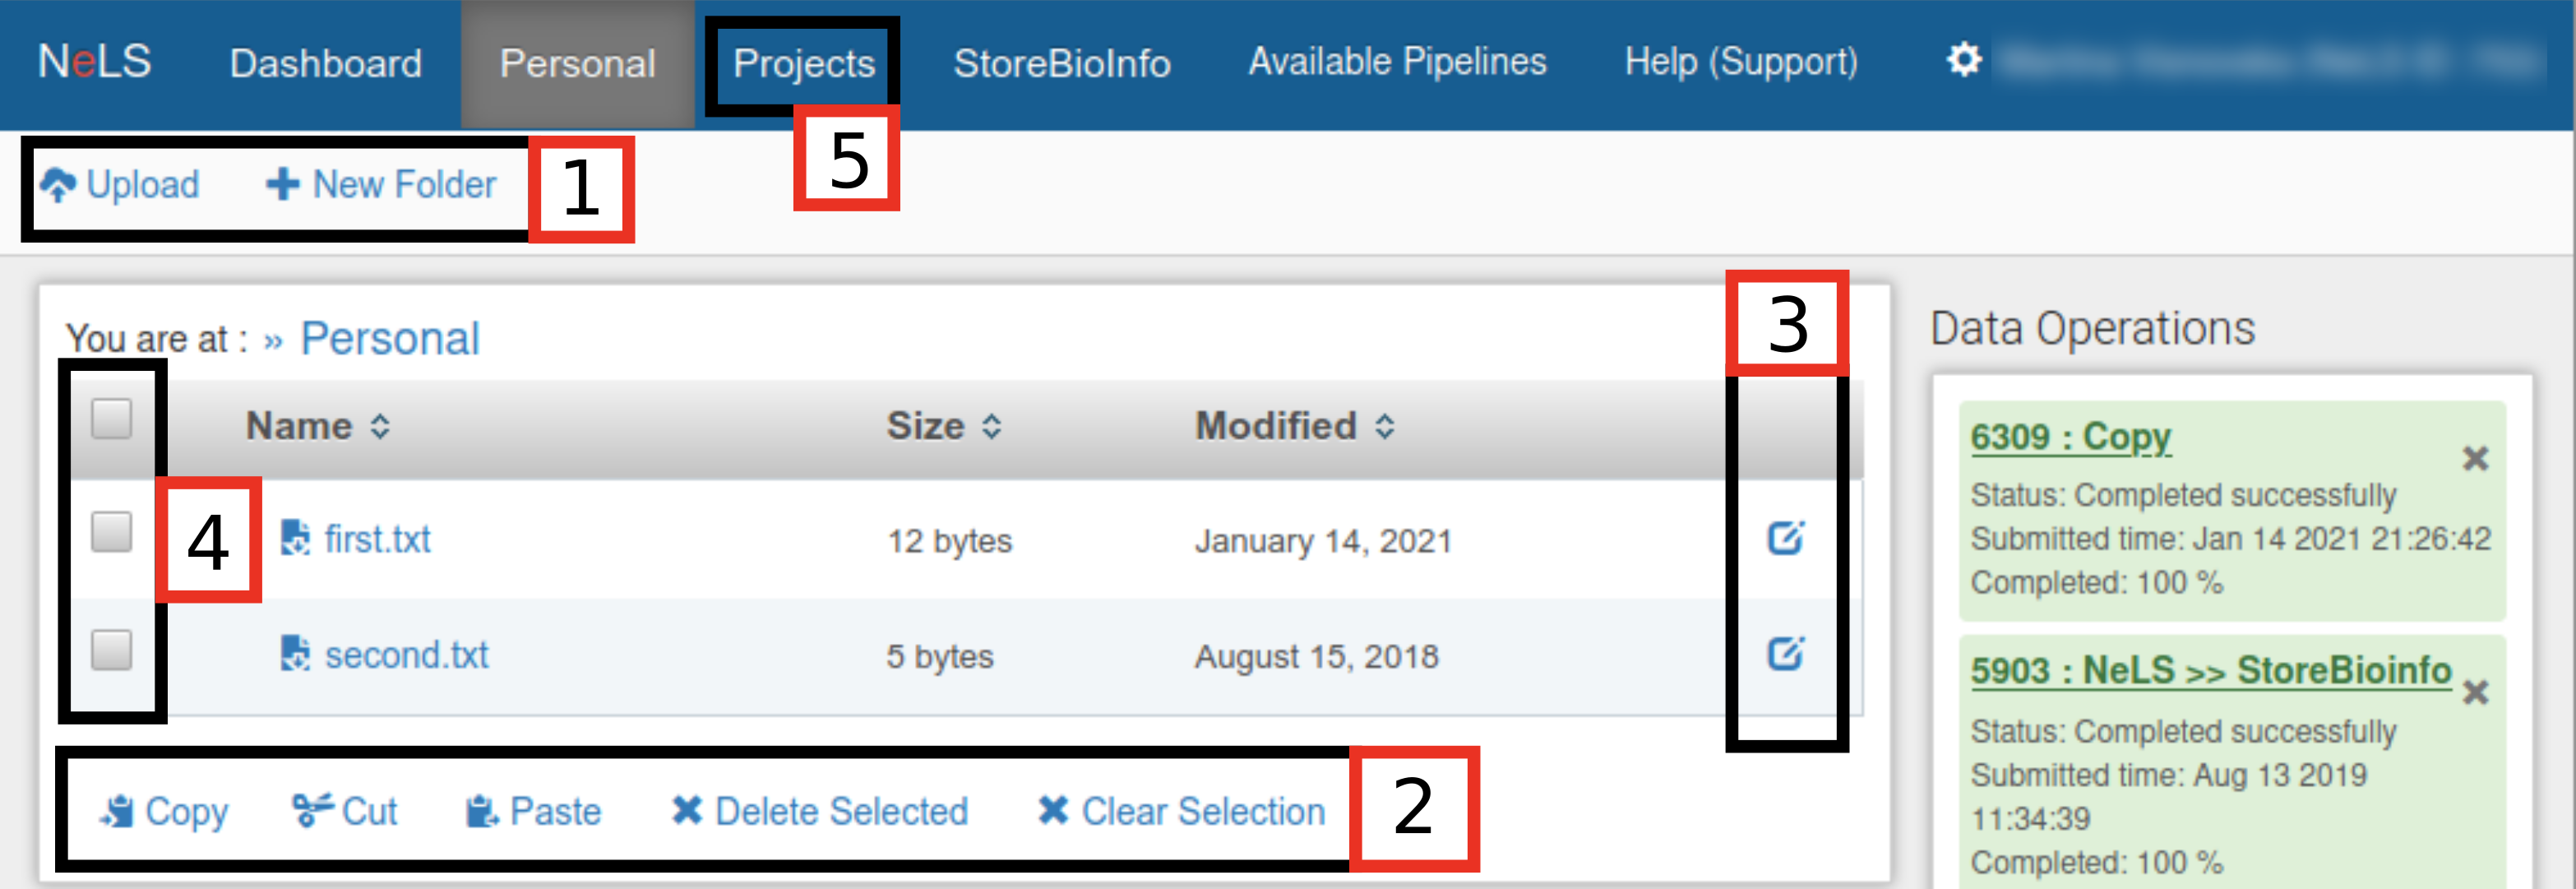 NeLS Dashboard Personal Projects StoreBioInfo Available Pipelines Help (Support)
5
Upload New Folder 1
3
You are at : » Personal
Name Size Modified
4
first.txt 12 bytes January 14, 2021
second.txt 5 bytes August 15, 2018
Copy Cut Paste Delete Selected Clear Selection 2
Data Operations
6309 : Copy
Status: Completed successfully
Submitted time: Jan 14 2021 21:26:42
Completed: 100 %
5903 : NeLS >> StoreBioinfo
Status: Completed successfully
Submitted time: Aug 13 2019
11:34:39
Completed: 100 %